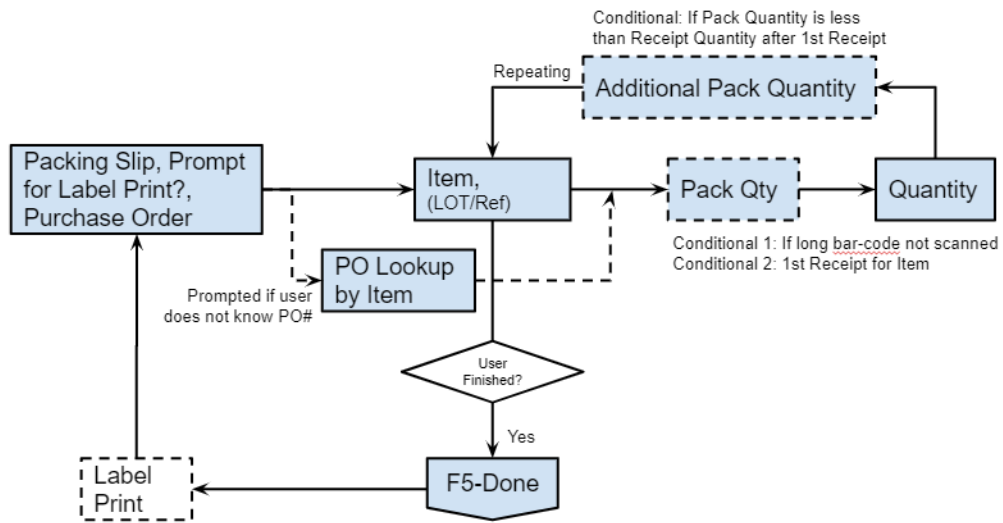 Conditional: If Pack Quantity is less
than Receipt Quantity after 1st Receipt
Repeating
Additional Pack Quantity
Packing Slip, Prompt
for Label Print?,
Purchase Order
Item,
(LOT/Ref)
Pack Qty
Quantity
Conditional 1: If long bar-code not scanned
Conditional 2: 1st Receipt for Item
PO Lookup
by Item
Prompted if user
does not know PO#
User
Finished?
Yes
F5-Done
Label
Print